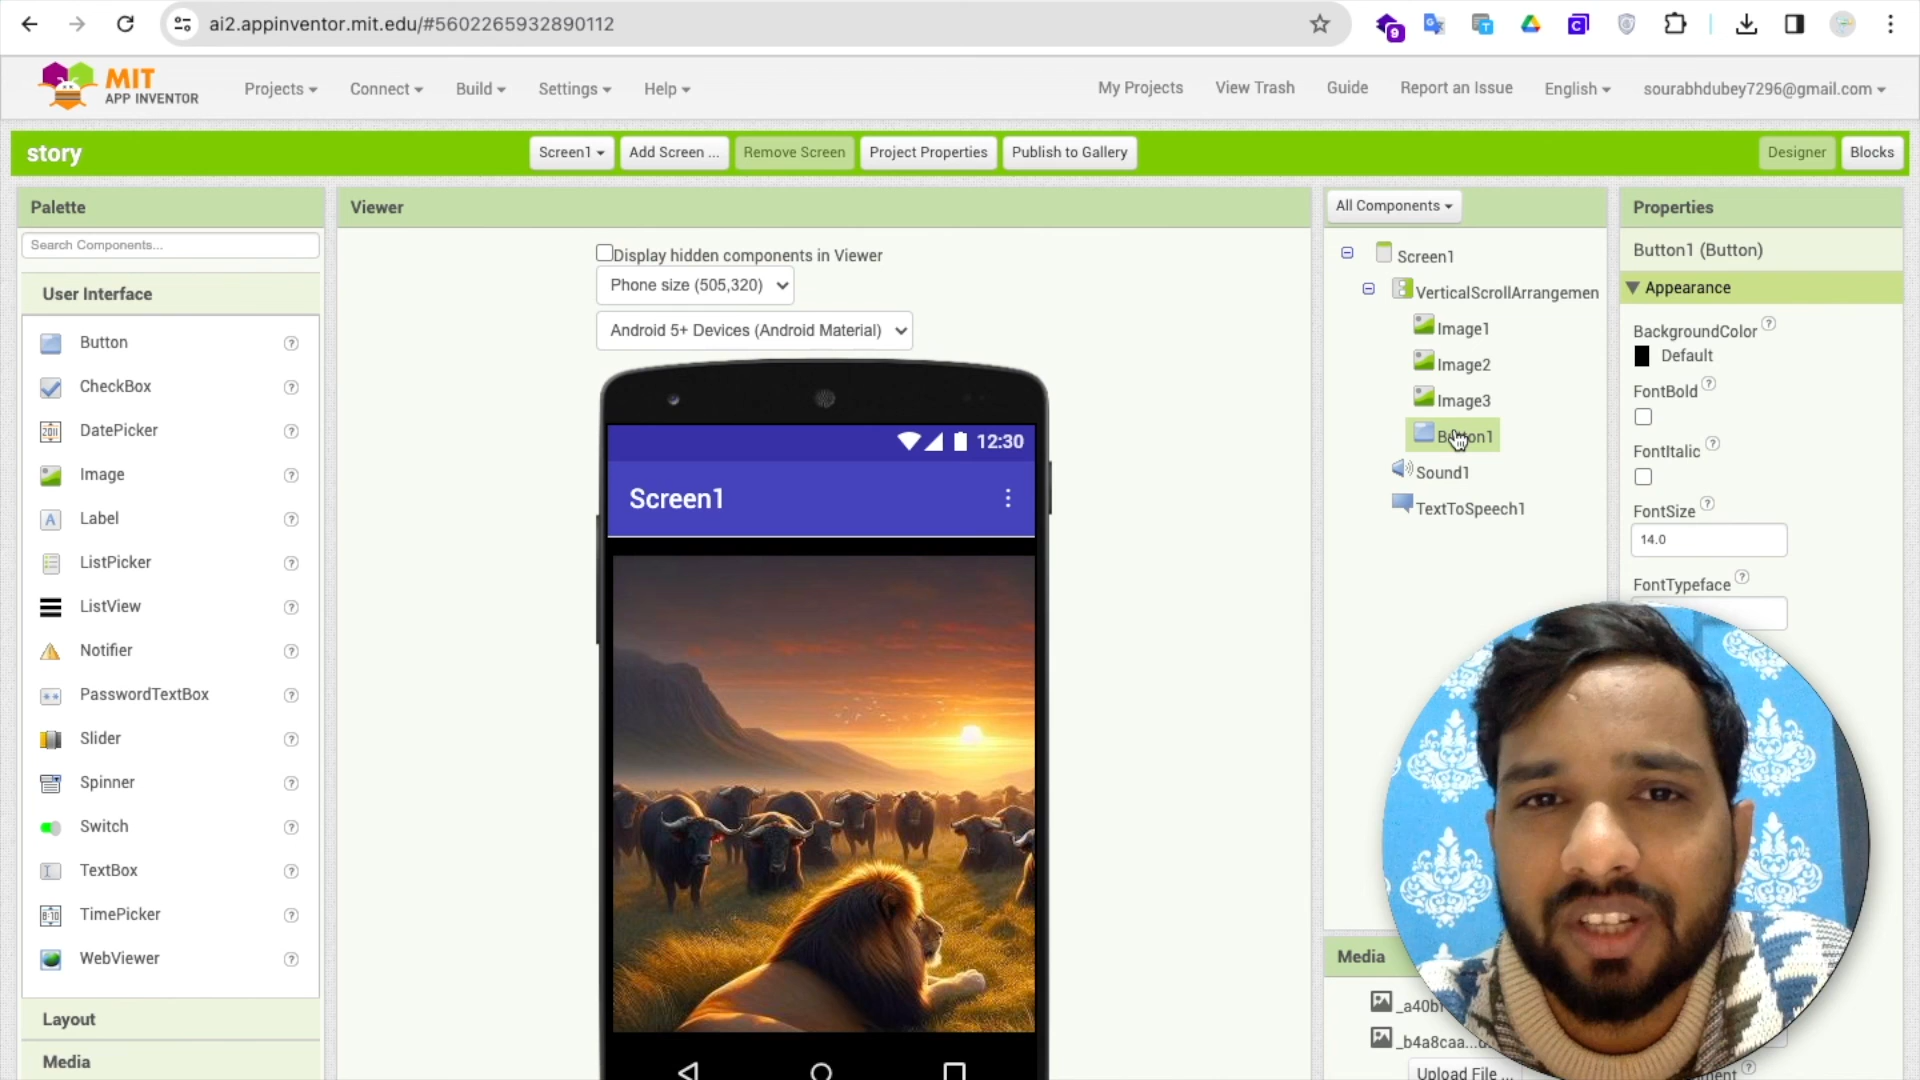 ai2.appinventor.mit.edu/#5602265932890112
9
MIT
APP INVENTOR
Projects
Connect
Build
Settings
Help
My Projects
View Trash
Guide
Report an Issue
English
sourabhdubey7296@gmail.com
story
Screen1
Add Screen ...
Remove Screen
Project Properties
Publish to Gallery
Designer
Blocks
Palette
Search Components...
User Interface
Button
CheckBox
DatePicker
Image
Label
ListPicker
ListView
Notifier
PasswordTextBox
Slider
Spinner
Switch
TextBox
TimePicker
WebViewer
Layout
Media
Viewer
Display hidden components in Viewer
Phone size (505,320)
Android 5+ Devices (Android Material)
12:30
Screen1
All Components
Screen1
VerticalScrollArrangemen
Image1
Image2
Image3
Button1
Sound1
TextToSpeech1
Media
Upload File ...
Properties
Button1 (Button)
Appearance
BackgroundColor
Default
FontBold
FontItalic
FontSize
14.0
FontTypeface